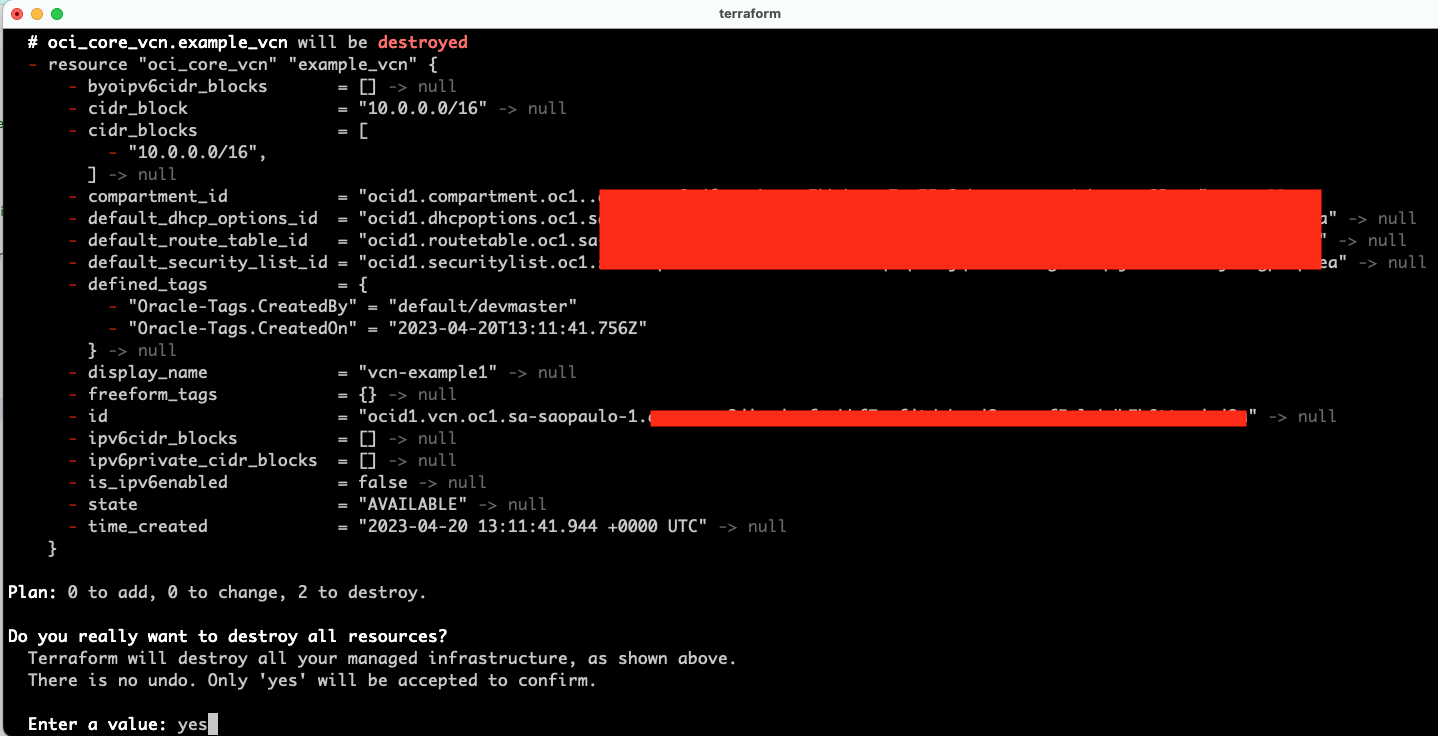 terraform
# oci_core_vcn.example_vcn will be destroyed
- resource "oci_core_vcn" "example_vcn" {
- byoipv6cidr_blocks = [] -> null
- cidr_block = "10.0.0.0/16" -> null
- cidr_blocks = [
- "10.0.0.0/16",
] -> null
- compartment_id = "ocid1.compartment.oc1..
- default_dhcp_options_id = "ocid1.dhcpoptions.oc1.s a" -> null
- default_route_table_id = "ocid1.routetable.oc1.sa- " -> null
- default_security_list_id = "ocid1.securitylist.oc1. ea" -> null
- defined_tags = {
- "Oracle-Tags.CreatedBy" = "default/devmaster"
- "Oracle-Tags.CreatedOn" = "2023-04-20T13:11:41.756Z"
} -> null
- display_name = "vcn-example1" -> null
- freeform_tags = {} -> null
- id = "ocid1.vcn.oc1.sa-saopaulo-1. " -> null
- ipv6cidr_blocks = [] -> null
- ipv6private_cidr_blocks = [] -> null
- is_ipv6enabled = false -> null
- state = "AVAILABLE" -> null
- time_created = "2023-04-20 13:11:41.944 +0000 UTC" -> null
}
Plan: 0 to add, 0 to change, 2 to destroy.
Do you really want to destroy all resources?
Terraform will destroy all your managed infrastructure, as shown above.
There is no undo. Only 'yes' will be accepted to confirm.
Enter a value: yes